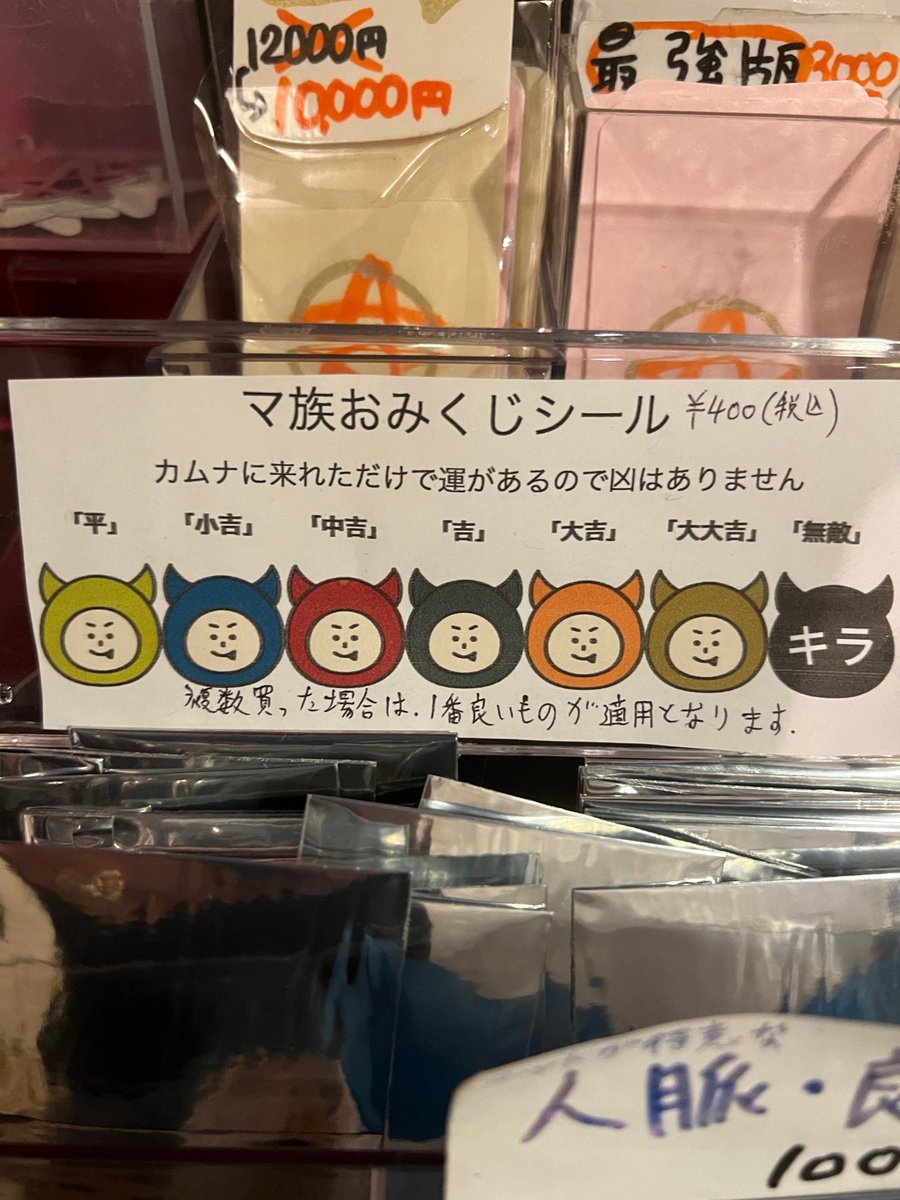 12000円
10,000円
最強版 3000
マ族おみくじシール ¥400(税込)
カムナに来れただけで運があるので凶はありません
「平」 「小吉」 「中吉」 「吉」 「大吉」 「大大吉」 「無敵」
キラ
複数買った場合は、1番良いものが適用となります.
人脈・良
100